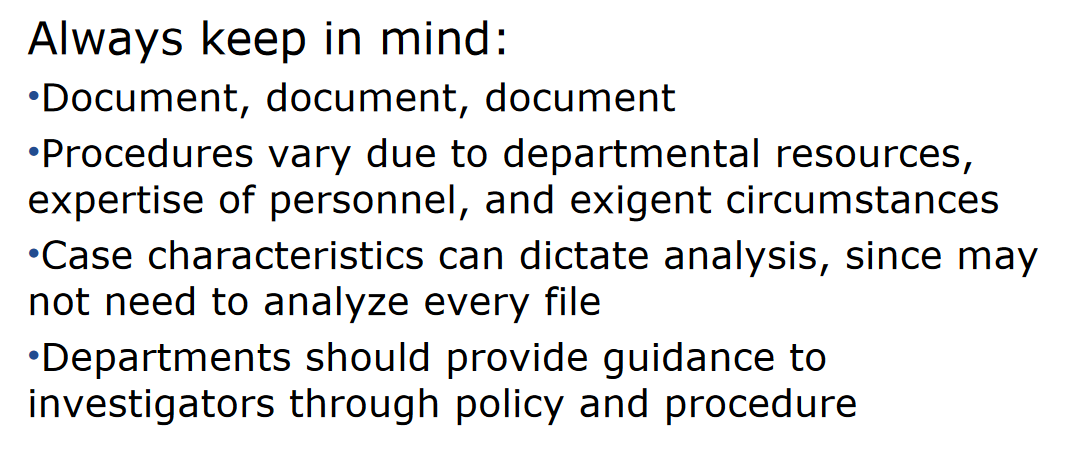 Always keep in mind:
•Document, document, document
•Procedures vary due to departmental resources,
expertise of personnel, and exigent circumstances
•Case characteristics can dictate analysis, since may
not need to analyze every file
•Departments should provide guidance to
investigators through policy and procedure